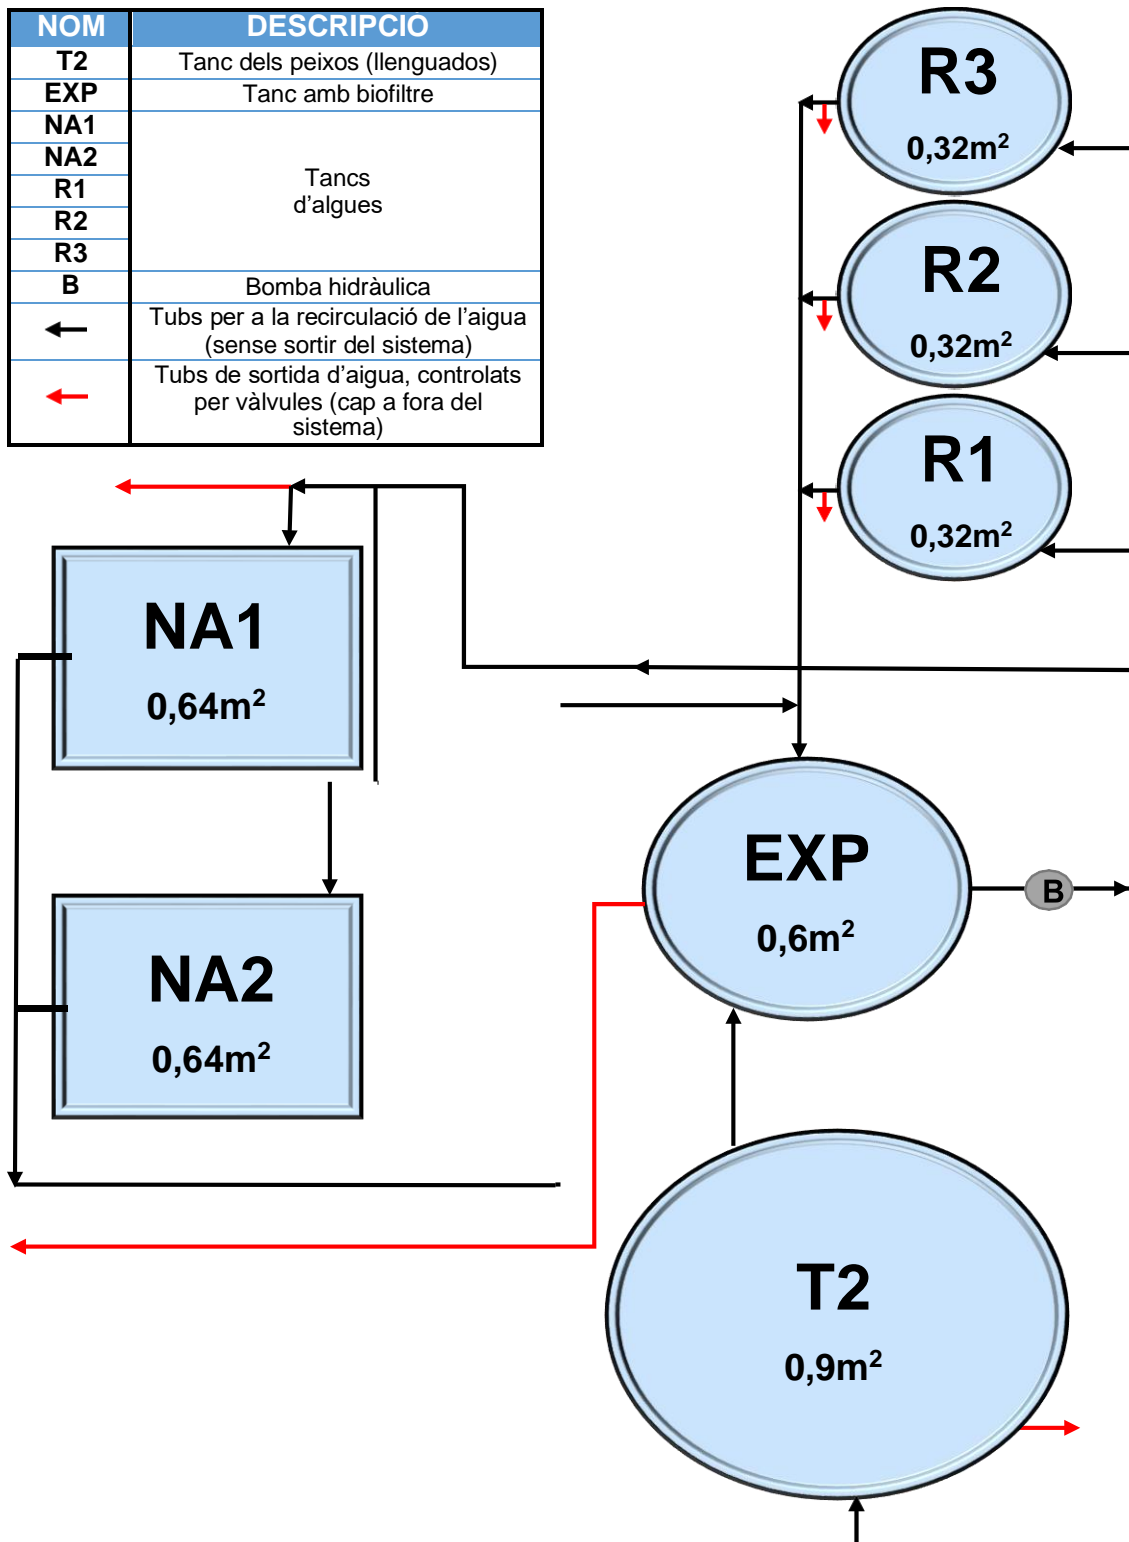 NOM DESCRIPCIÓ
T2 Tanc dels peixos (llenguados)
EXP Tanc amb biofiltre
NA1
NA2
R1
R2
R3
Tancs
d'algues
B Bomba hidràulica
Tubs per a la recirculació de l'aigua
(sense sortir del sistema)
Tubs de sortida d'aigua, controlats
per vàlvules (cap a fora del
sistema)
R3
0,32m²
R2
0,32m²
R1
0,32m²
NA1
0,64m²
EXP
0,6m²
B
NA2
0,64m²
T2
0,9m²